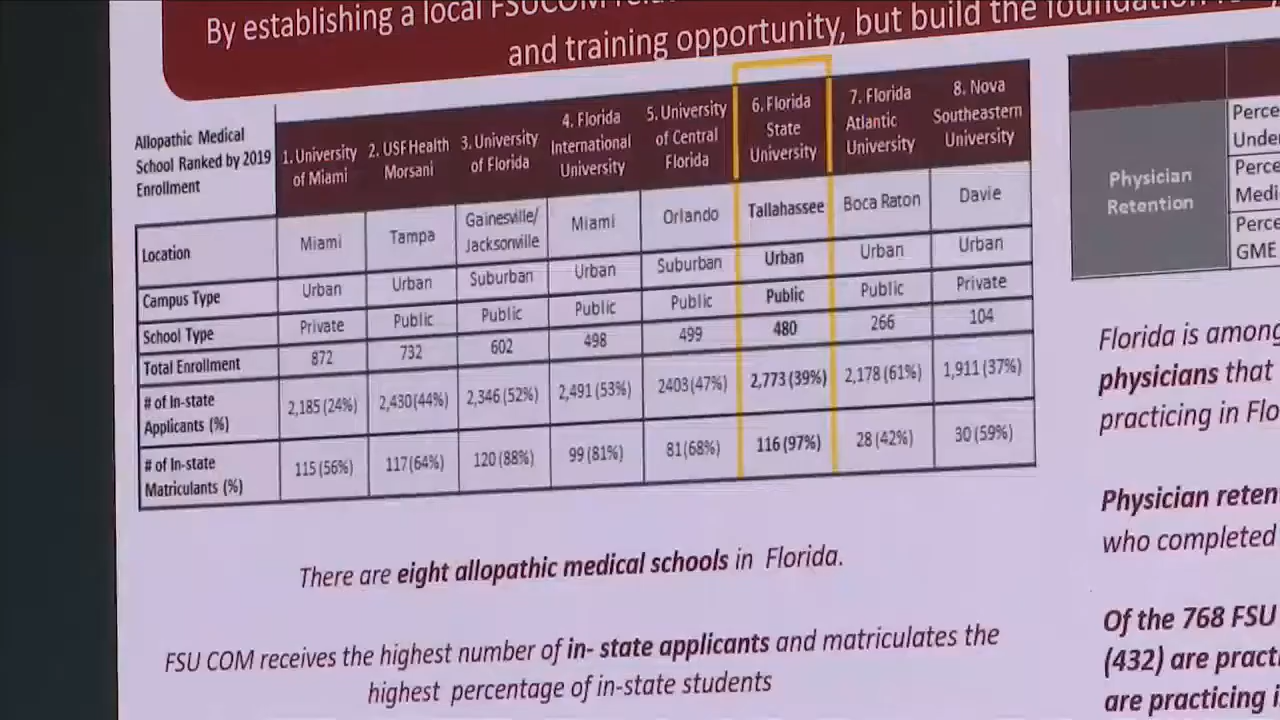 By establishing a local FSUCOM
and training opportunity, but build the foundation
Allopathic Medical
School Ranked by 2019
Enrollment
1. University
of Miami
2. USF Health
Morsani
3. University
of Florida
4. Florida
International
University
5. University
of Central
Florida
6. Florida
State
University
7. Florida
Atlantic
University
8. Nova
Southeastern
University
Location
Miami
Tampa
Gainesville/
Jacksonville
Miami
Orlando
Tallahassee
Boca Raton
Davie
Campus Type
Urban
Urban
Suburban
Urban
Suburban
Urban
Urban
Urban
School Type
Private
Public
Public
Public
Public
Public
Public
Private
Total Enrollment
872
732
602
498
499
480
266
104
# of In-state
Applicants (%)
2,185 (24%)
2,430(44%)
2,346 (52%)
2,491 (53%)
2403(47%)
2,773 (39%)
2,178 (61%)
1,911 (37%)
# of In-state
Matriculants (%)
115 (56%)
117(64%)
120 (88%)
99 (81%)
81(68%)
116 (97%)
28 (42%)
30 (59%)
There are eight allopathic medical schools in Florida.
FSU COM receives the highest number of in- state applicants and matriculates the
highest percentage of in-state students
Physician
Retention
Perce
Unde
Perce
Medi
Perce
GME
Florida is among
physicians that
practicing in Flo
Physician reten
who completed
Of the 768 FSU
(432) are practi
are practicing i